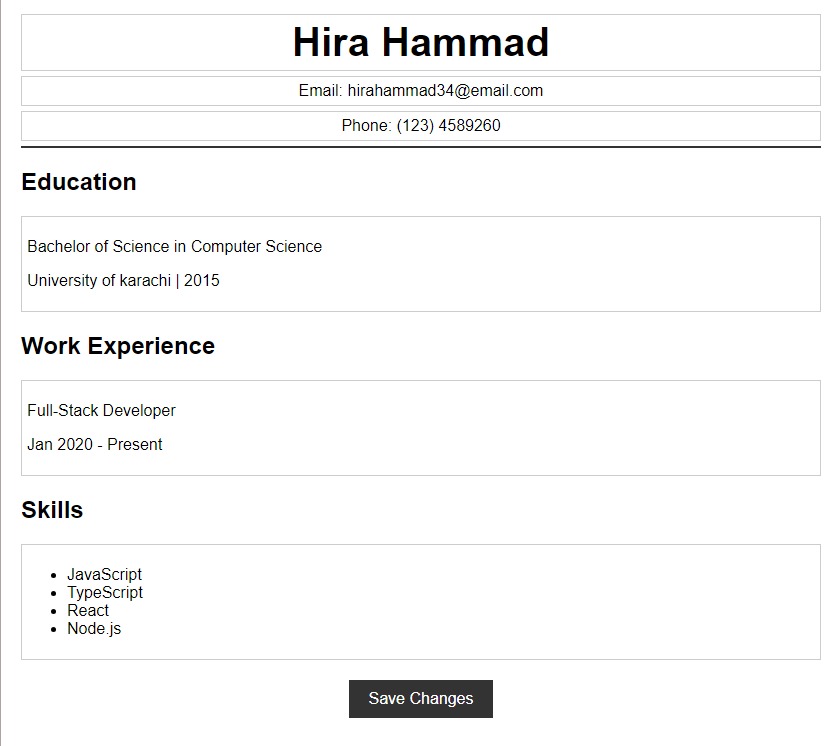 Hira Hammad
Email: hirahammad34@email.com
Phone: (123) 4589260
Education
Bachelor of Science in Computer Science
University of karachi | 2015
Work Experience
Full-Stack Developer
Jan 2020 - Present
Skills
• JavaScript
• TypeScript
• React
• Node.js
Save Changes